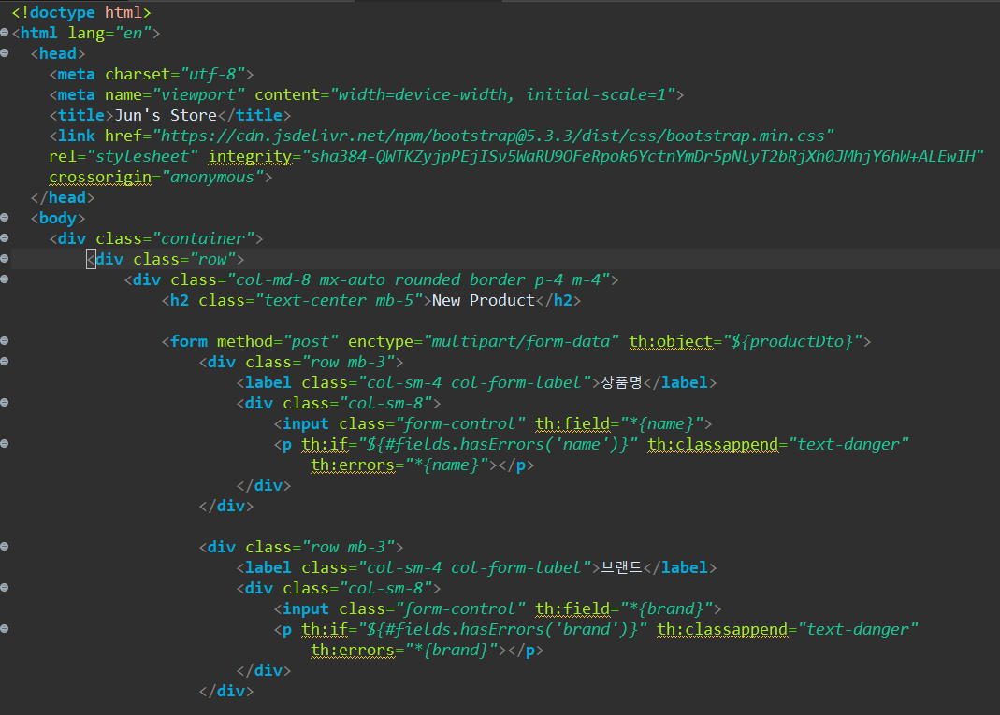 <!doctype html>
<html lang="en">
<head>
<meta charset="utf-8">
<meta name="viewport" content="width=device-width, initial-scale=1">
<title>Jun's Store</title>
<link href="https://cdn.jsdelivr.net/npm/bootstrap@5.3.3/dist/css/bootstrap.min.css"
rel="stylesheet" integrity="sha384-QWTKZyjpPEjISv5WaRU9OFeRpok6YctnYmDr5pNlyT2bRjXh0JMhjY6hW+ALEwIH"
crossorigin="anonymous">
</head>
<body>
<div class="container">
<div class="row">
<div class="col-md-8 mx-auto rounded border p-4 m-4">
<h2 class="text-center mb-5">New Product</h2>
<form method="post" enctype="multipart/form-data" th:object="${productDto}">
<div class="row mb-3">
<label class="col-sm-4 col-form-label">상품명</label>
<div class="col-sm-8">
<input class="form-control" th:field="*{name}">
<p th:if="${#fields.hasErrors('name')}" th:classappend="text-danger"
th:errors="*{name}"></p>
</div>
</div>
<div class="row mb-3">
<label class="col-sm-4 col-form-label">브랜드</label>
<div class="col-sm-8">
<input class="form-control" th:field="*{brand}">
<p th:if="${#fields.hasErrors('brand')}" th:classappend="text-danger"
th:errors="*{brand}"></p>
</div>
</div>